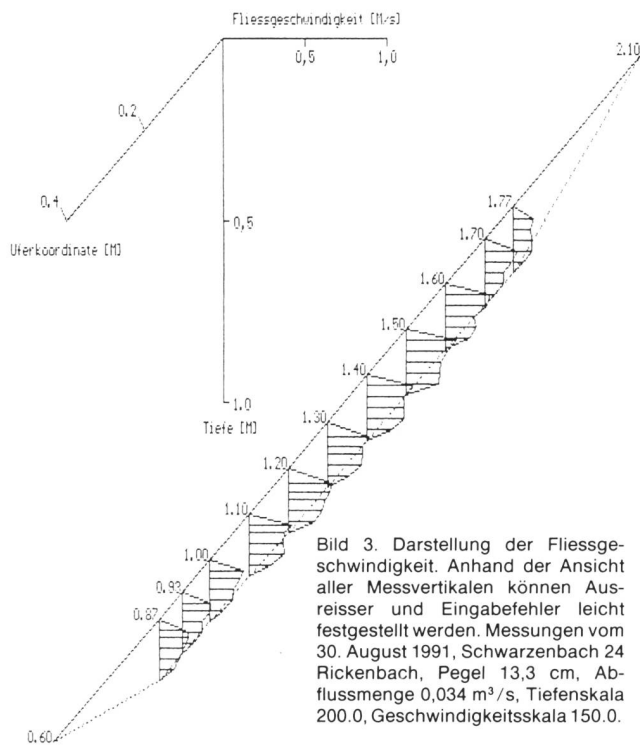 Fliessgeschwindigkeit [M/s]
0,5
1,0
2.10
0.2
0.4
Uferkoordinate [M]
0,5
1.0
Tiefe [M]
1.77
1.70
1.60
1.50
1.40
1.30
1.20
1.10
1.00
0.93
0.87
0.60
Bild 3. Darstellung der Fliessge-
schwindigkeit. Anhand der Ansicht
aller Messvertikalen können Aus-
reisser und Eingabefehler leicht
festgestellt werden. Messungen vom
30. August 1991, Schwarzenbach 24
Rickenbach, Pegel 13,3 cm, Ab-
flussmenge 0,034 m³/s, Tiefenskala
200.0, Geschwindigkeitsskala 150.0.